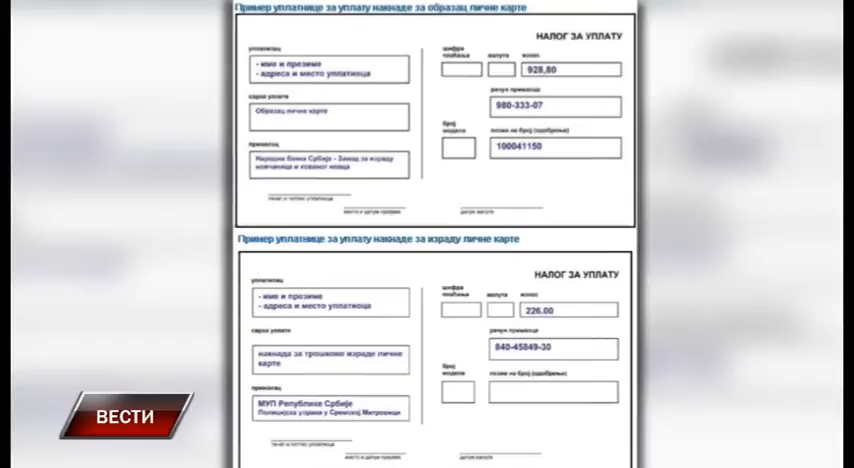 Пример уплатнице за уплату накнаде за образац личне карте
НАЛОГ ЗА УПЛАТУ
уплатилац
- име и презиме
- адреса и место уплатиоца
шифра плаћања
валута
износ
928,80
сврха уплате
Образац личне карте
рачун примаоца
980-333-07
прималац
Народна банка Србије - Завод за израду
новчаница и кованог новца
број модела
позив на број (одобрење)
100041150
печат и потпис уплатиоца
место и датум пријема
датум валуте
Пример уплатнице за уплату накнаде за израду личне карте
НАЛОГ ЗА УПЛАТУ
уплатилац
- име и презиме
- адреса и место уплатиоца
шифра плаћања
валута
износ
226.00
сврха уплате
накнада за трошкове израде личне
карте
рачун примаоца
840-45849-30
прималац
МУП Републике Србије
Полицијска управа у Сремској Митровици
број модела
позив на број (одобрење)
печат и потпис уплатиоца
место и датум пријема
датум валуте
ВЕСТИ